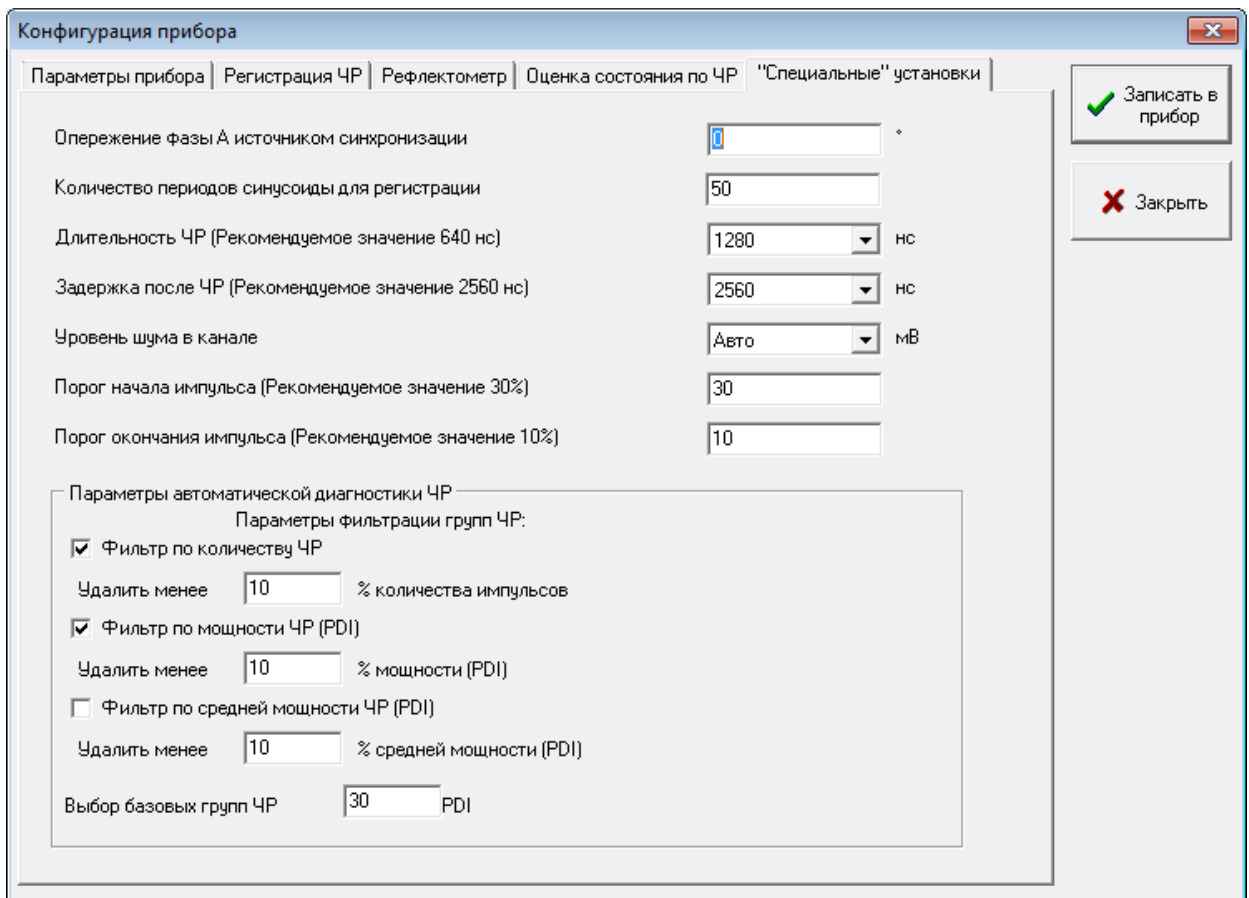 Конфигурация прибора
Параметры прибора Регистрация ЧР Рефлектометр Оценка состояния по ЧР "Специальные" установки
Записать в
прибор
Закрыть
Опережение фазы А источником синхронизации 0 °
Количество периодов синусоиды для регистрации 50
Длительность ЧР (Рекомендуемое значение 640 нс) 1280 нс
Задержка после ЧР (Рекомендуемое значение 2560 нс) 2560 нс
Уровень шума в канале Авто мВ
Порог начала импульса (Рекомендуемое значение 30%) 30
Порог окончания импульса (Рекомендуемое значение 10%) 10
Параметры автоматической диагностики ЧР
Параметры фильтрации групп ЧР:
Фильтр по количеству ЧР
Удалить менее 10 % количества импульсов
Фильтр по мощности ЧР (PDI)
Удалить менее 10 % мощности (PDI)
Фильтр по средней мощности ЧР (PDI)
Удалить менее 10 % средней мощности (PDI)
Выбор базовых групп ЧР 30 PDI